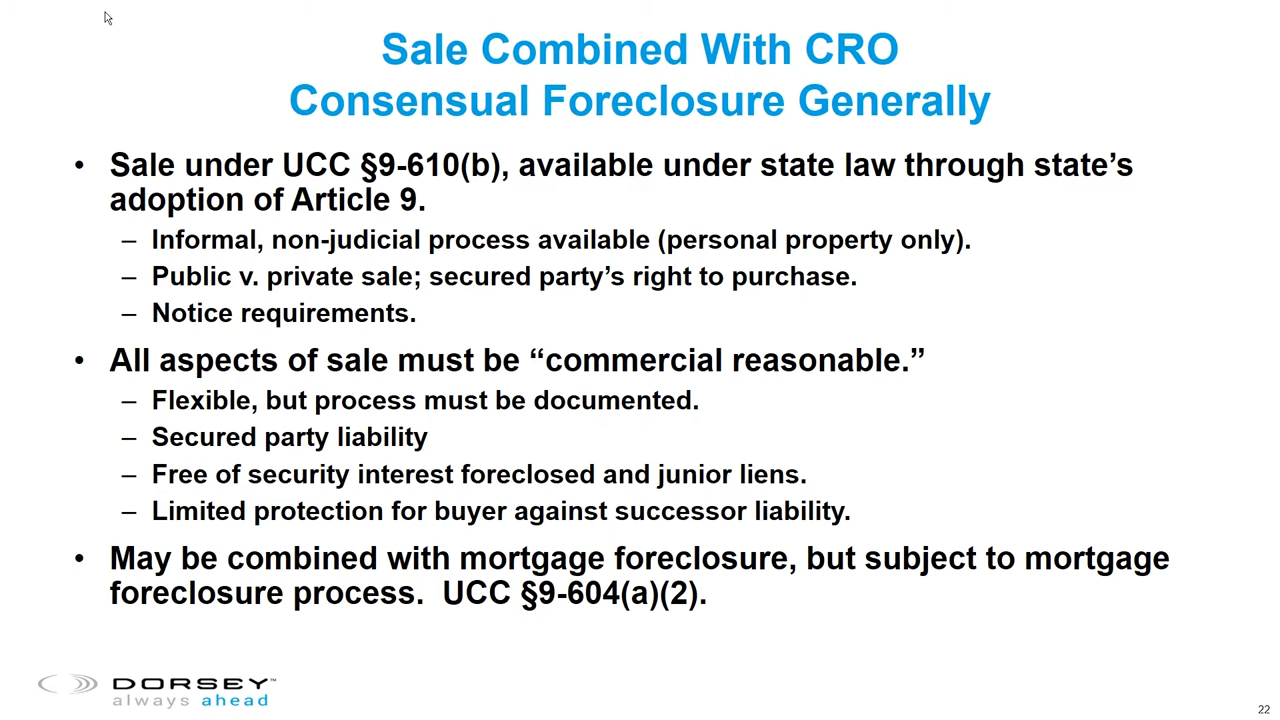 Sale Combined With CRO
Consensual Foreclosure Generally
• Sale under UCC §9-610(b), available under state law through state’s
adoption of Article 9.
– Informal, non-judicial process available (personal property only).
– Public v. private sale; secured party’s right to purchase.
– Notice requirements.
• All aspects of sale must be “commercial reasonable.”
– Flexible, but process must be documented.
– Secured party liability
– Free of security interest foreclosed and junior liens.
– Limited protection for buyer against successor liability.
• May be combined with mortgage foreclosure, but subject to mortgage
foreclosure process.  UCC §9-604(a)(2).
DORSEY™
always ahead
22